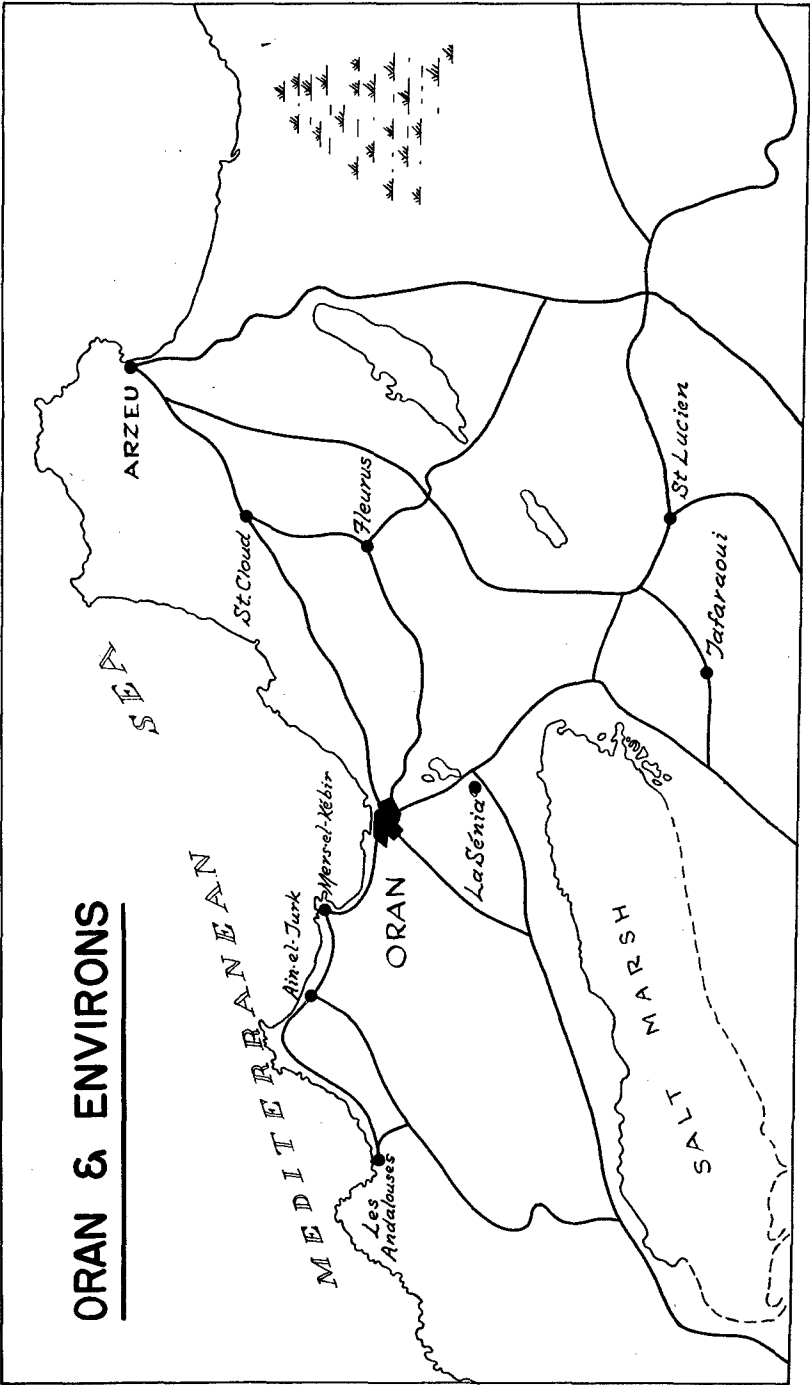 ORAN & ENVIRONS
MEDITERRANEAN SEA
ARZEU
St. Cloud
Fleurus
Mers-el-Kébir
Ain-el-Turk
Les
Andalouses
ORAN
La Sénia
St Lucien
Tafaraoui
SALT MARSH